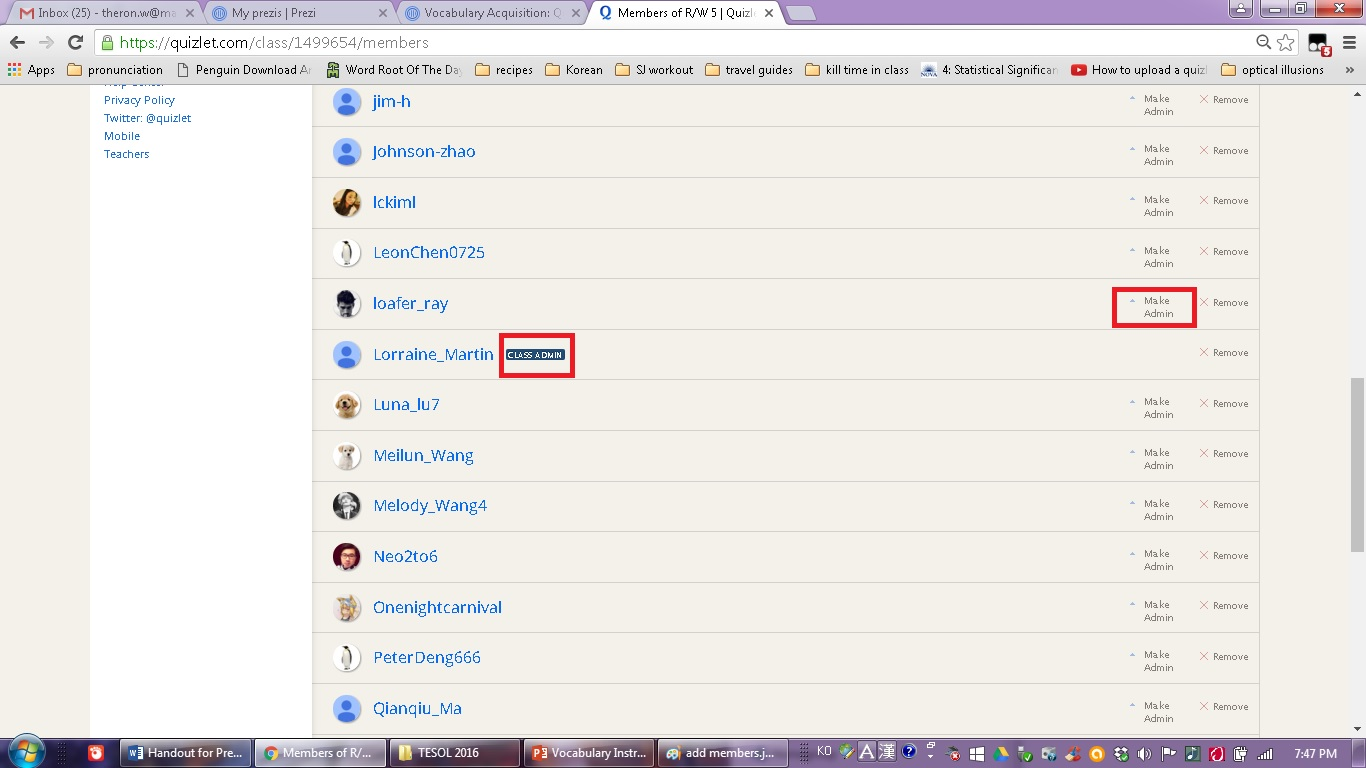 Inbox (25) - theron.w@ma
My prezis | Prezi
Vocabulary Acquisition: Q
Members of R/W 5 | Quizl
https://quizlet.com/class/1499654/members
5
Apps
pronunciation
Penguin Download Ar
Word Root Of The Da
recipes
Korean
SJ workout
travel guides
kill time in class
NOVA
4: Statistical Significan
How to upload a quiz
optical illusions
»
Help Center
Privacy Policy
Twitter: @quizlet
Mobile
Teachers
jim-h
Make
Admin
Remove
Johnson-zhao
Make
Admin
Remove
lckiml
Make
Admin
Remove
LeonChen0725
Make
Admin
Remove
loafer_ray
Make
Admin
Remove
Lorraine_Martin CLASS ADMIN
Remove
Luna_lu7
Make
Admin
Remove
Meilun_Wang
Make
Admin
Remove
Melody_Wang4
Make
Admin
Remove
Neo2to6
Make
Admin
Remove
Onenightcarnival
Make
Admin
Remove
PeterDeng666
Make
Admin
Remove
Qianqiu_Ma
Make
Admin
Remove
Handout for Pre...
Members of R/...
TESOL 2016
Vocabulary Instr...
add members.j...
KO
A
漢
7:47 PM